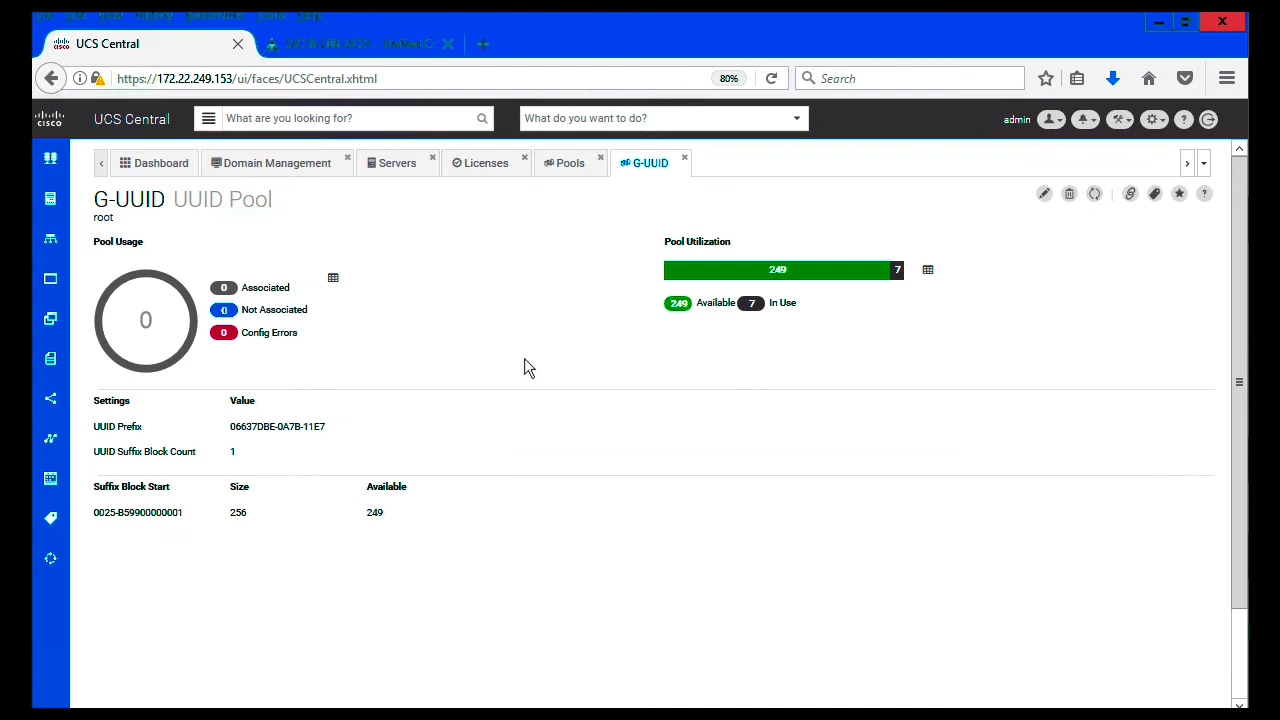 UCS Central
https://172.22.249.153/ui/faces/UCSCentral.xhtml
80%
Search
cisco
UCS Central
What are you looking for?
What do you want to do?
admin
Dashboard
Domain Management
Servers
Licenses
Pools
G-UUID
G-UUID UUID Pool
root
Pool Usage
Pool Utilization
0
0 Associated
0 Not Associated
0 Config Errors
249
7
249 Available 7 In Use
Settings Value
UUID Prefix 06637DBE-0A7B-11E7
UUID Suffix Block Count 1
Suffix Block Start Size Available
0025-B59900000001 256 249